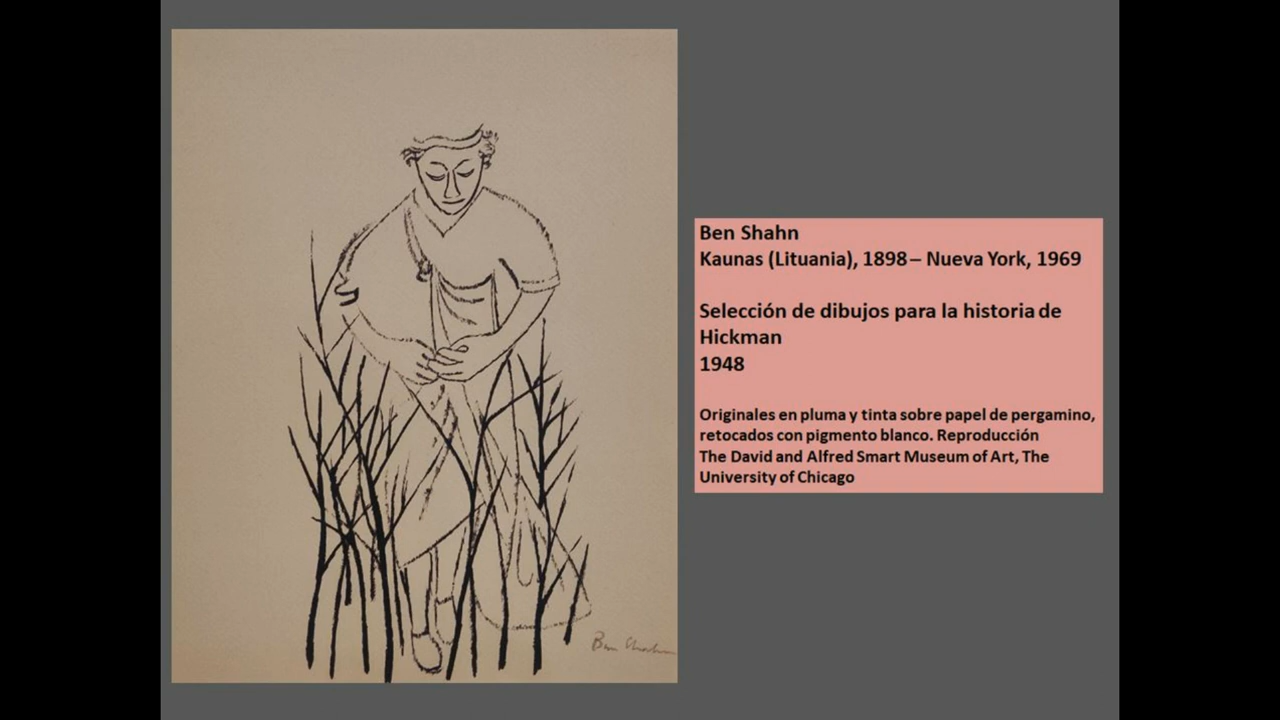 Ben Shahn
Kaunas (Lituania), 1898 – Nueva York, 1969
Selección de dibujos para la historia de
Hickman
1948
Originales en pluma y tinta sobre papel de pergamino,
retocados con pigmento blanco. Reproducción
The David and Alfred Smart Museum of Art, The
University of Chicago
Ben Shahn